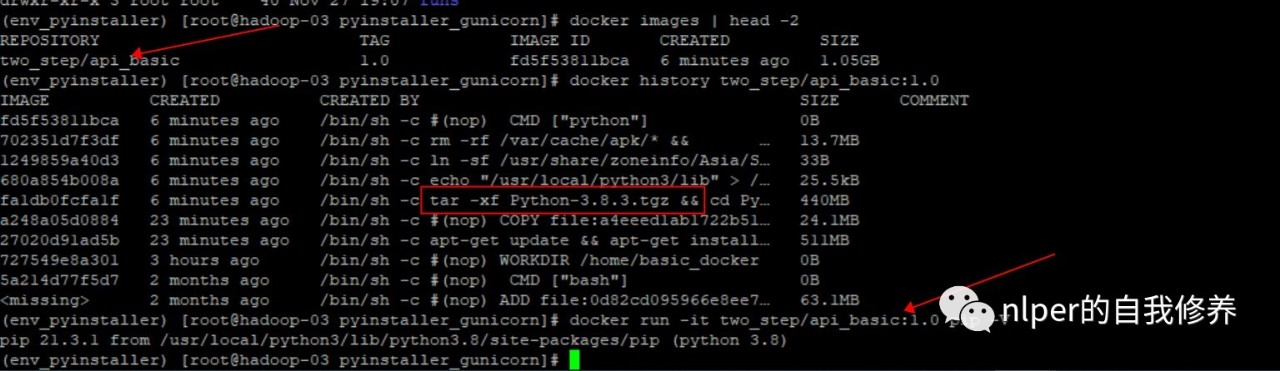 drwxr-xr-x 3 root root 40 Nov 27 19:07 runs
(env_pyinstaller) [root@hadoop-03 pyinstaller_gunicorn]# docker images | head -2
REPOSITORY TAG IMAGE ID CREATED SIZE
two_step/api_basic 1.0 fd5f53811bca 6 minutes ago 1.05GB
(env_pyinstaller) [root@hadoop-03 pyinstaller_gunicorn]# docker history two_step/api_basic:1.0
IMAGE CREATED CREATED BY SIZE COMMENT
fd5f53811bca 6 minutes ago /bin/sh -c #(nop) CMD ["python"] 0B
702351d7f3df 6 minutes ago /bin/sh -c rm -rf /var/cache/apk/* && … 13.7MB
1249859a40d3 6 minutes ago /bin/sh -c ln -sf /usr/share/zoneinfo/Asia/S… 33B
680a854b008a 6 minutes ago /bin/sh -c echo "/usr/local/python3/lib" > /… 25.5kB
fa1db0fcfa1f 6 minutes ago /bin/sh -c tar -xf Python-3.8.3.tgz && cd Py… 440MB
a248a05d0884 23 minutes ago /bin/sh -c #(nop) COPY file:a4eeed1ab1722b51… 24.1MB
27020d91ad5b 23 minutes ago /bin/sh -c apt-get update && apt-get install… 511MB
727549e8a301 3 hours ago /bin/sh -c #(nop) WORKDIR /home/basic_docker 0B
5a214d77f5d7 2 months ago /bin/sh -c #(nop) CMD ["bash"] 0B
<missing> 2 months ago /bin/sh -c #(nop) ADD file:0d82cd095966e8ee7… 63.1MB
(env_pyinstaller) [root@hadoop-03 pyinstaller_gunicorn]# docker run -it two_step/api_basic:1.0
pip 21.3.1 from /usr/local/python3/lib/python3.8/site-packages/pip (python 3.8)
(env_pyinstaller) [root@hadoop-03 pyinstaller_gunicorn]#
nlper的自我修养